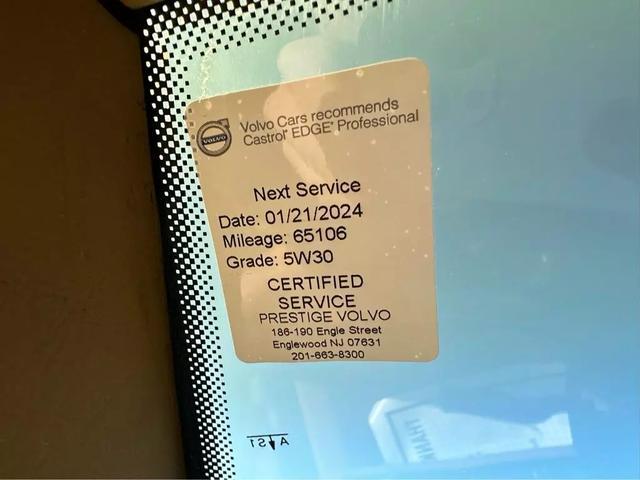 VOLVO
Volvo Cars recommends
Castrol® EDGE® Professional
Next Service
Date: 01/21/2024
Mileage: 65106
Grade: 5W30
CERTIFIED
SERVICE
PRESTIGE VOLVO
186-190 Engle Street
Englewood NJ 07631
201-663-8300